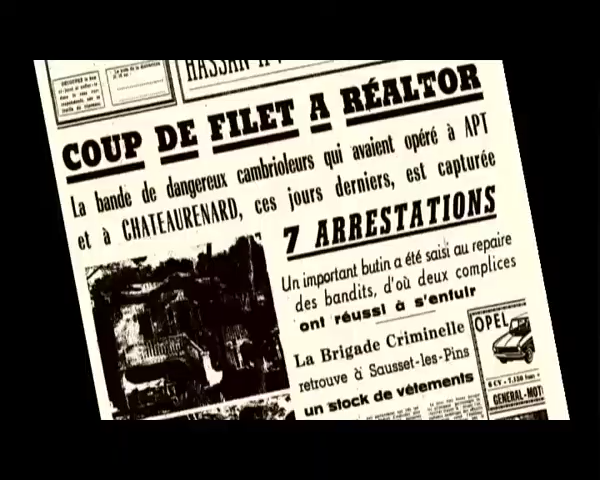 HASSAN
COUP DE FILET A RÉALTOR
La bande de dangereux cambrioleurs qui avaient opéré à APT
et à CHATEAURENARD, ces jours derniers, est capturée
7 ARRESTATIONS
Un important butin a été saisi au repaire
des bandits, d'où deux complices
ont réussi à s'enfuir
La Brigade Criminelle
retrouve à Sausset-les-Pins
un stock de vêtements
OPEL
GENERAL-MOT